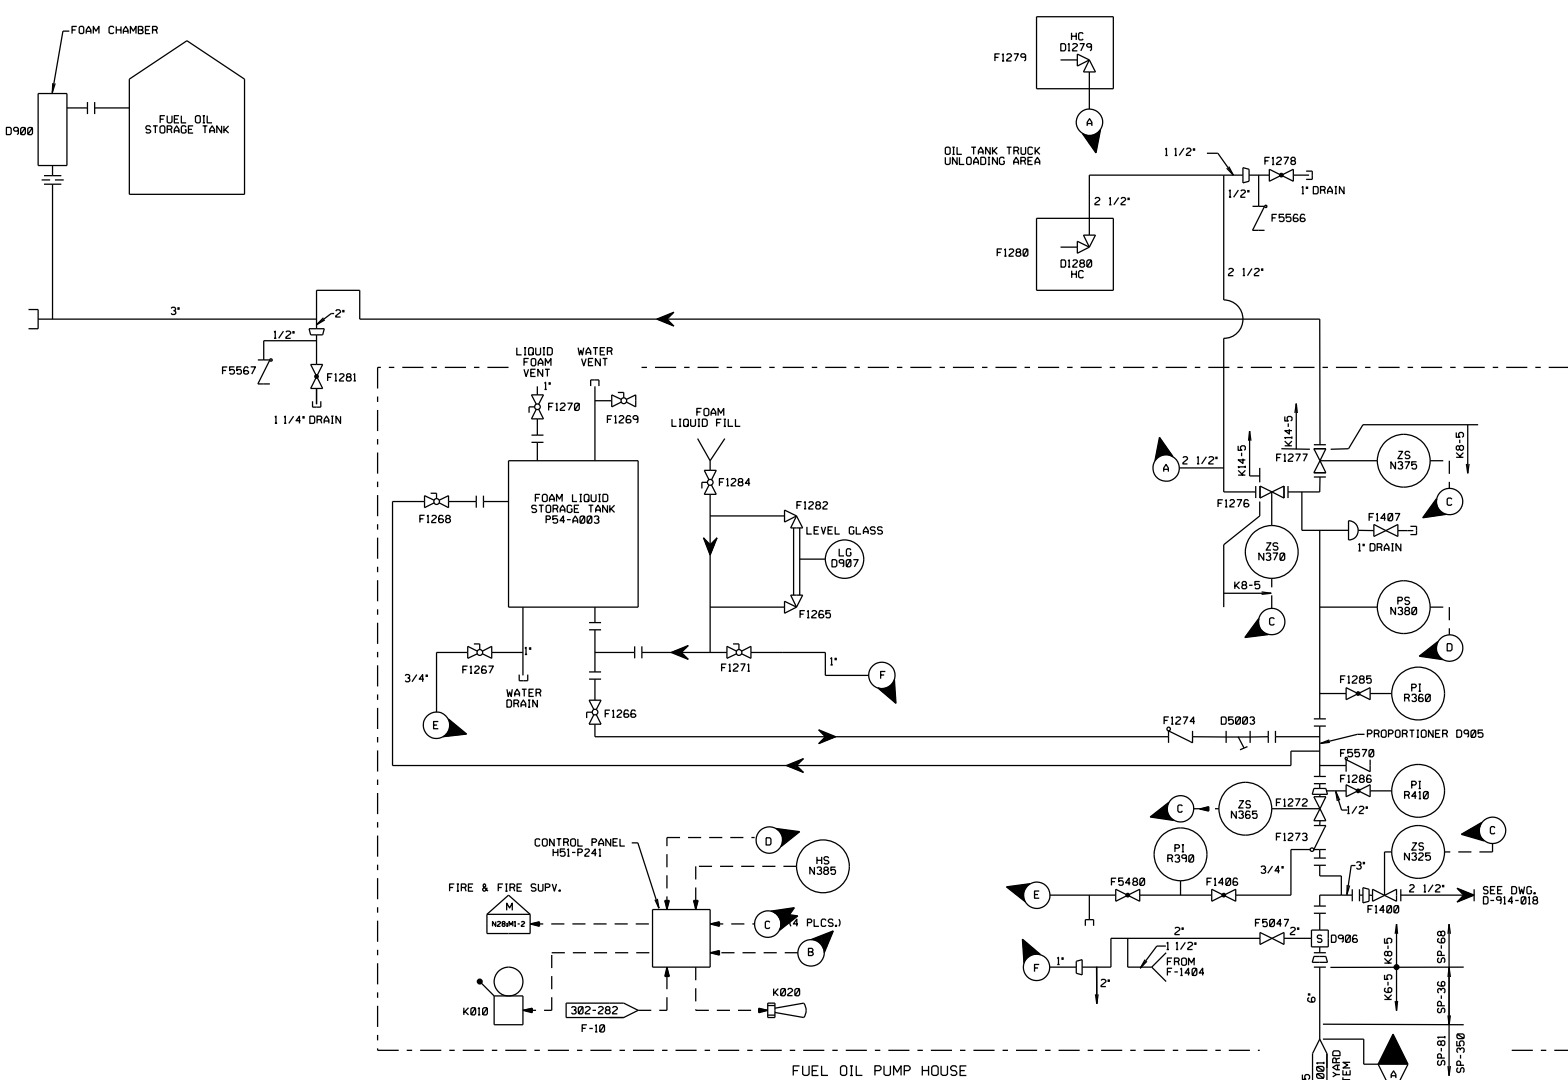 FOAM CHAMBER
D900
FUEL OIL
STORAGE TANK
F1279
HC
D1279
A
OIL TANK TRUCK
UNLOADING AREA
1 1/2"
F1278
1" DRAIN
1/2"
F5566
2 1/2"
F1280
D1280
HC
2 1/2"
3"
2"
1/2"
F5567
F1281
1 1/4" DRAIN
LIQUID
FOAM
VENT
1"
F1270
WATER
VENT
F1269
FOAM
LIQUID FILL
F1284
F1282
LEVEL GLASS
LG
D907
F1265
FOAM LIQUID
STORAGE TANK
P54-A003
F1268
F1267
1"
3/4"
WATER
DRAIN
E
F1266
F1271
1"
F
A
2 1/2"
K14-5
K14-5
F1277
F1276
ZS
N375
K8-5
C
F1407
1" DRAIN
ZS
N370
K8-5
C
PS
N380
D
F1285
PI
R360
F1274
D5003
PROPORTIONER D905
F5570
F1286
PI
R410
1/2"
C
ZS
N365
F1272
F1273
PI
R390
3/4"
ZS
N325
C
3"
E
F5480
F1406
F1400
2 1/2"
SEE DWG.
D-914-018
F5047
2"
2"
S
D906
F
1"
1 1/2"
FROM
F-1404
2"
6"
K8-5
K6-5
SP-68
SP-36
SP-81
SP-350
CONTROL PANEL
H51-P241
D
HS
N385
FIRE & FIRE SUPV.
M
N28YM1-2
C
(4 PLCS.)
B
K010
302-282
F-10
K020
FUEL OIL PUMP HOUSE
5
001
YARD
TEM
A